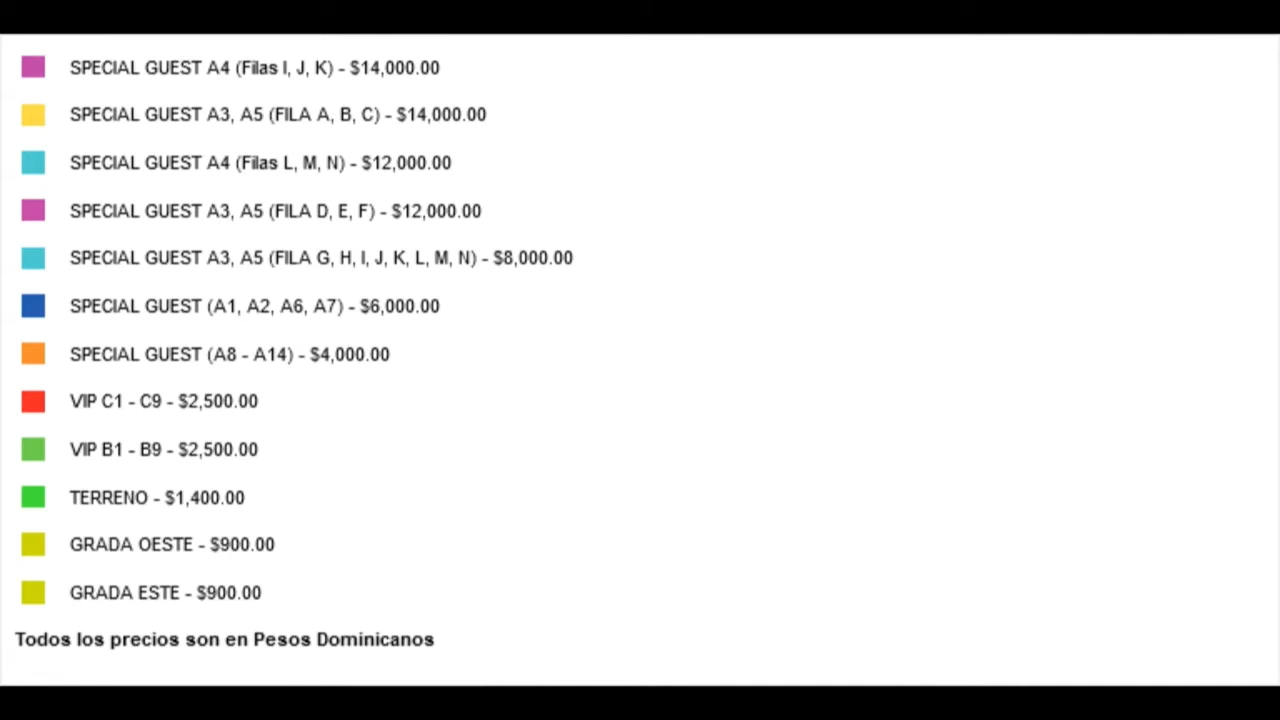 SPECIAL GUEST A4 (Filas I, J, K) - $14,000.00
SPECIAL GUEST A3, A5 (FILA A, B, C) - $14,000.00
SPECIAL GUEST A4 (Filas L, M, N) - $12,000.00
SPECIAL GUEST A3, A5 (FILA D, E, F) - $12,000.00
SPECIAL GUEST A3, A5 (FILA G, H, I, J, K, L, M, N) - $8,000.00
SPECIAL GUEST (A1, A2, A6, A7) - $6,000.00
SPECIAL GUEST (A8 - A14) - $4,000.00
VIP C1 - C9 - $2,500.00
VIP B1 - B9 - $2,500.00
TERRENO - $1,400.00
GRADA OESTE - $900.00
GRADA ESTE - $900.00
Todos los precios son en Pesos Dominicanos